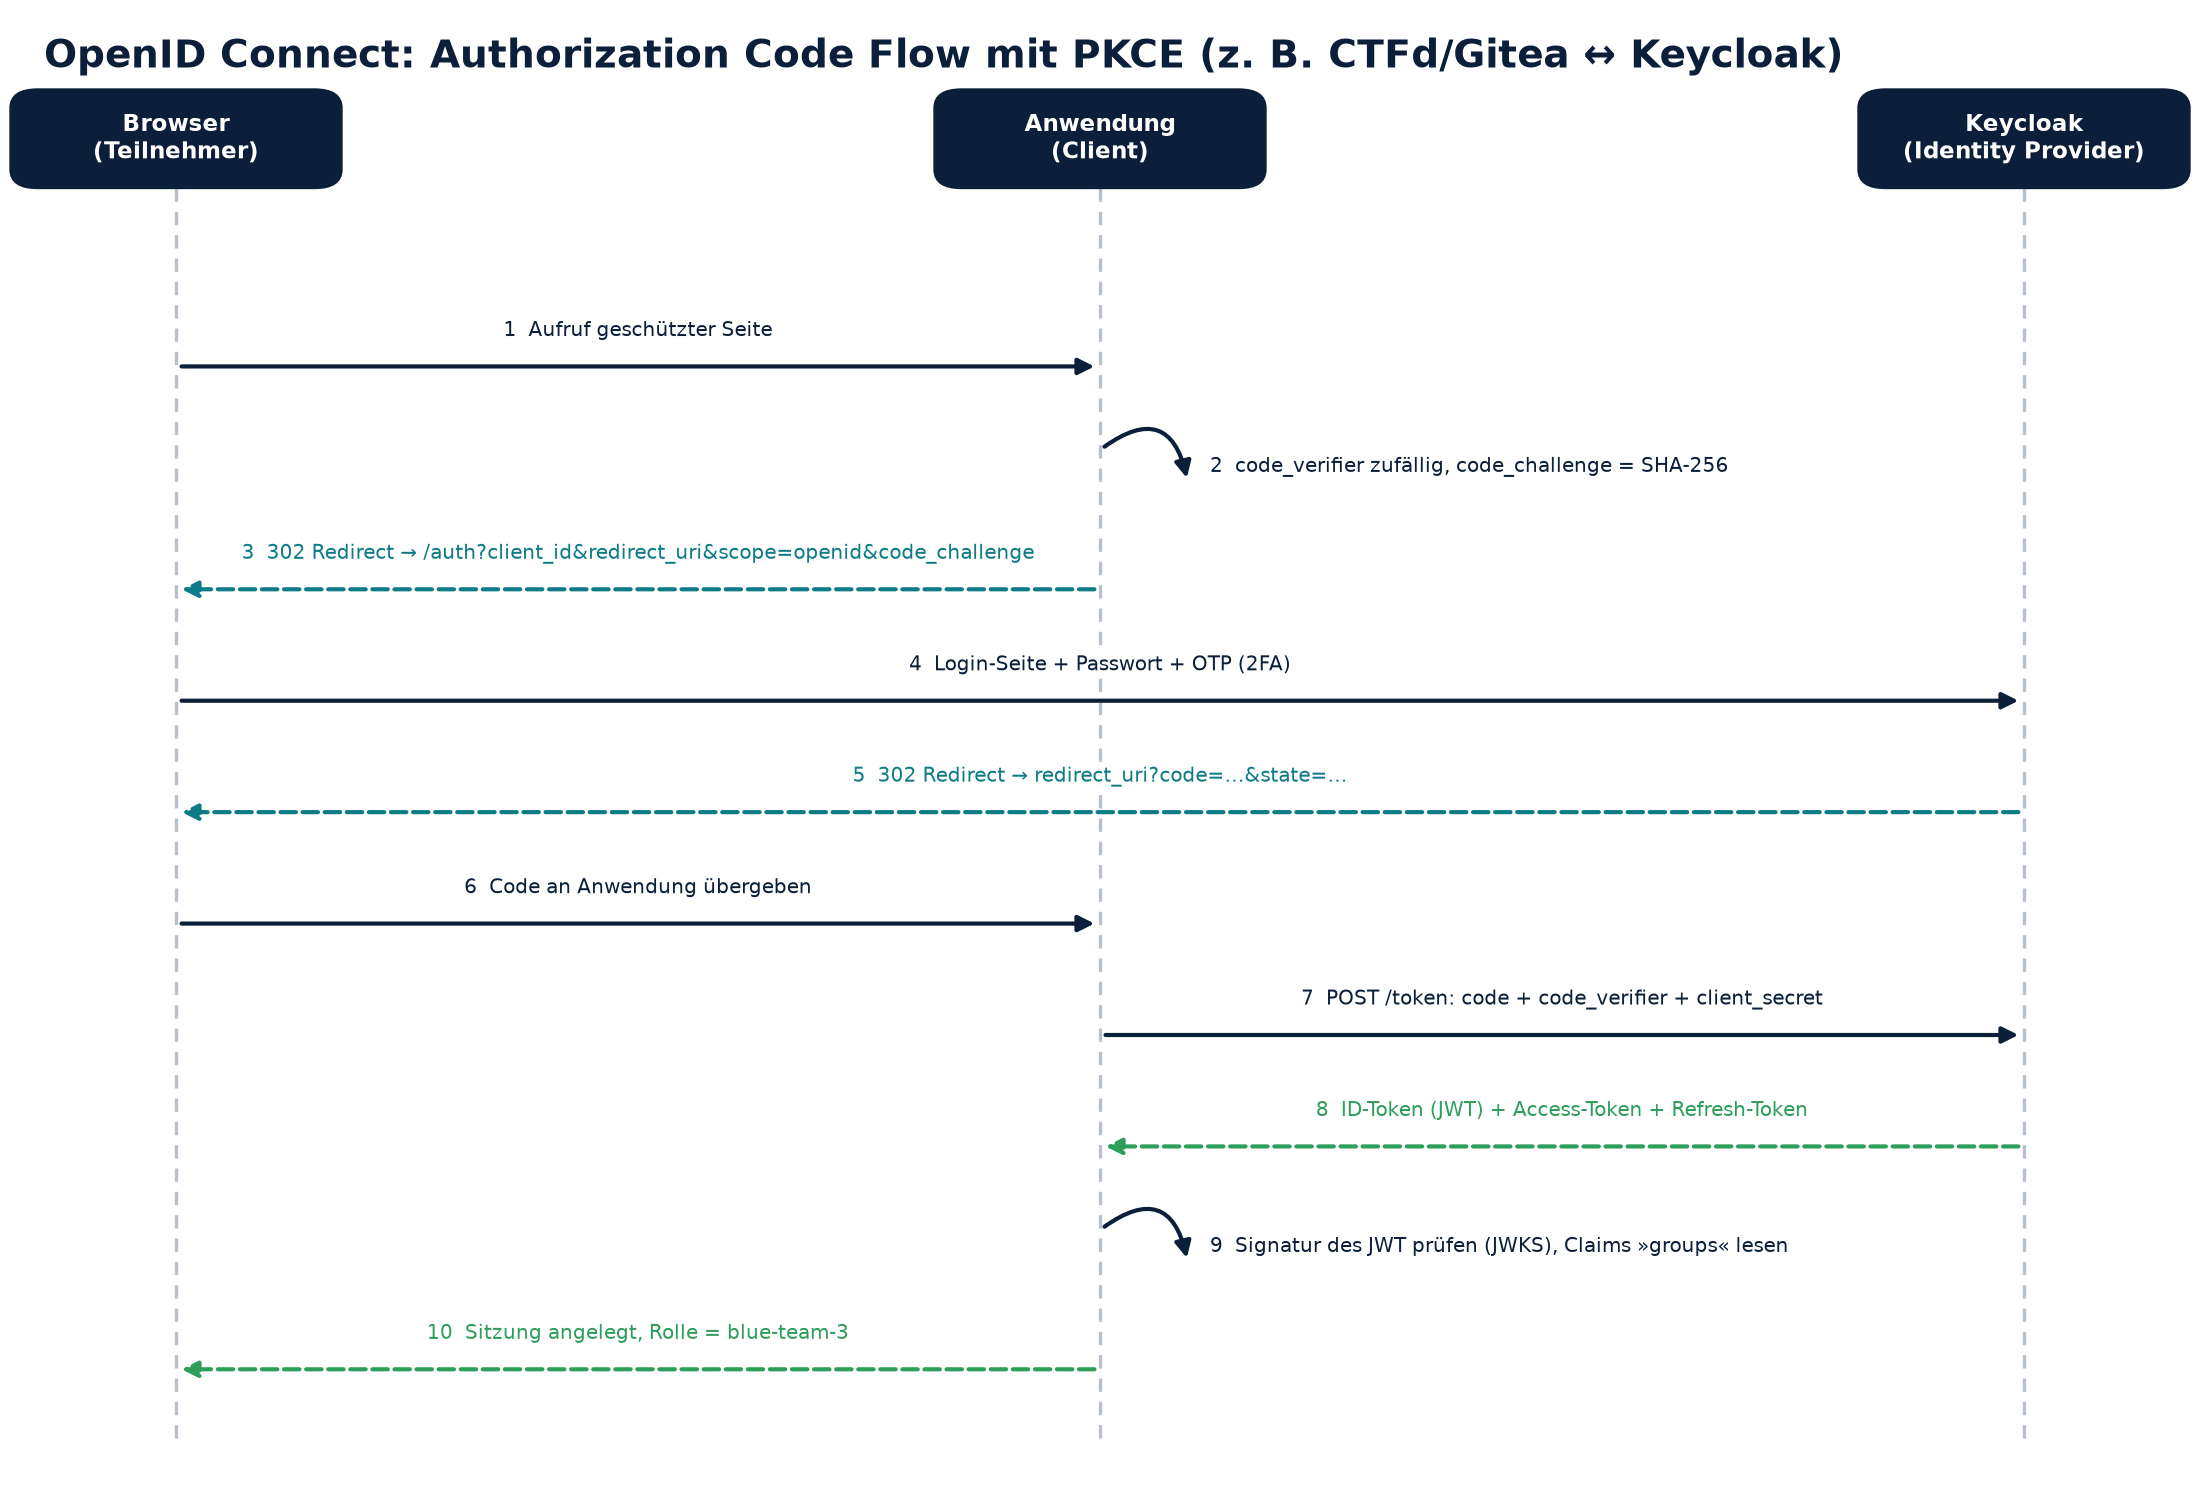 OpenID Connect: Authorization Code Flow mit PKCE (z. B. CTFd/Gitea ↔ Keycloak)
Browser
(Teilnehmer)
Anwendung
(Client)
Keycloak
(Identity Provider)
1 Aufruf geschützter Seite
2 code_verifier zufällig, code_challenge = SHA-256
3 302 Redirect → /auth?client_id&redirect_uri&scope=openid&code_challenge
4 Login-Seite + Passwort + OTP (2FA)
5 302 Redirect → redirect_uri?code=…&state=…
6 Code an Anwendung übergeben
7 POST /token: code + code_verifier + client_secret
8 ID-Token (JWT) + Access-Token + Refresh-Token
9 Signatur des JWT prüfen (JWKS), Claims »groups« lesen
10 Sitzung angelegt, Rolle = blue-team-3